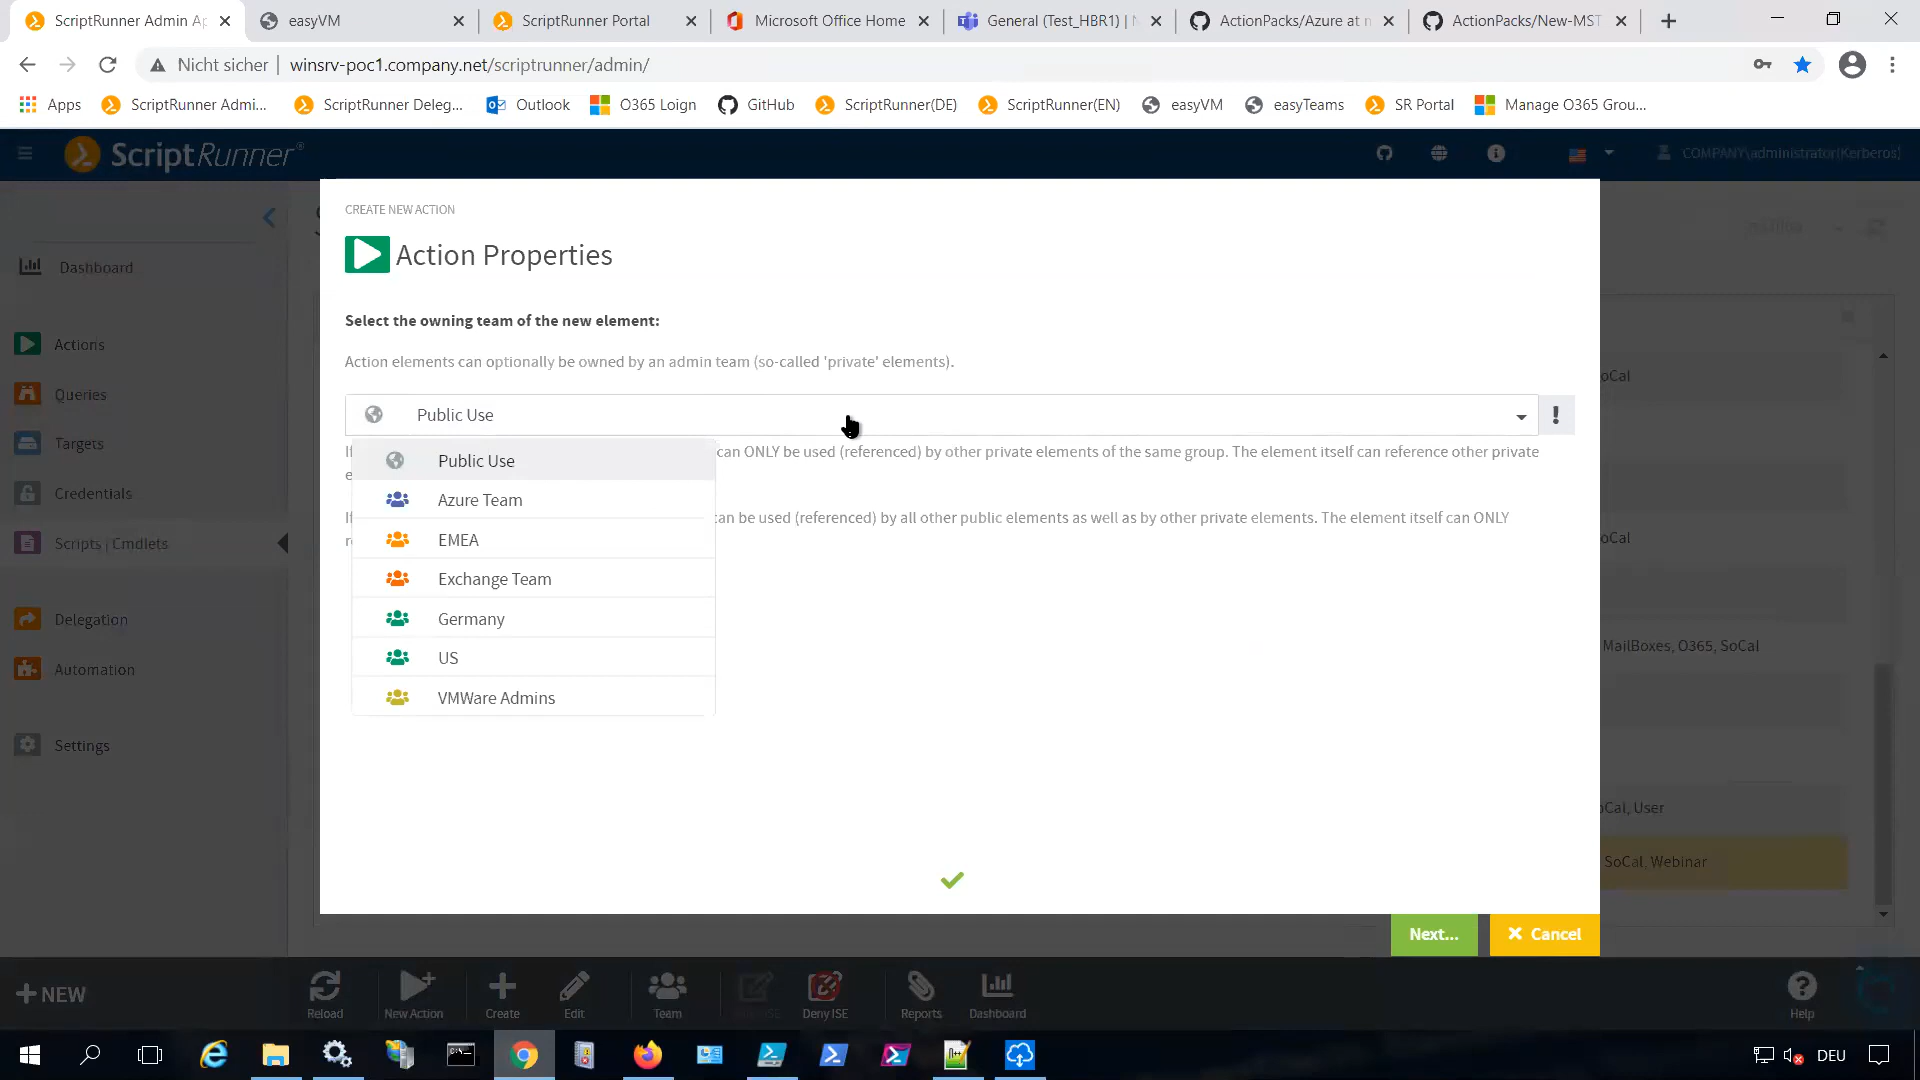 ScriptRunner Admin Ap
easyVM
ScriptRunner Portal
Microsoft Office Home
General (Test_HBR1) |
ActionPacks/Azure at
ActionPacks/New-MST
Nicht sicher
winsrv-poc1.company.net/scriptrunner/admin/
Apps
ScriptRunner Admi...
ScriptRunner Deleg...
Outlook
O365 Loign
GitHub
ScriptRunner(DE)
ScriptRunner(EN)
easyVM
easyTeams
SR Portal
Manage O365 Grou...
ScriptRunner®
COMPANY\administrator(Kerberos)
CREATE NEW ACTION
Action Properties
Dashboard
Select the owning team of the new element:
Actions
Action elements can optionally be owned by an admin team (so-called 'private' elements).
SoCal
Queries
Public Use
Targets
can ONLY be used (referenced) by other private elements of the same group. The element itself can reference other private
Public Use
Credentials
Azure Team
can be used (referenced) by all other public elements as well as by other private elements. The element itself can ONLY
Scripts | Cmdlets
EMEA
SoCal
Exchange Team
Delegation
Germany
MailBoxes, O365, SoCal
US
Automation
VMWare Admins
Settings
SoCal, User
SoCal, Webinar
Next...
Cancel
NEW
Reload
New Action
Create
Edit
Team
Deny ISE
Reports
Dashboard
Help
DEU